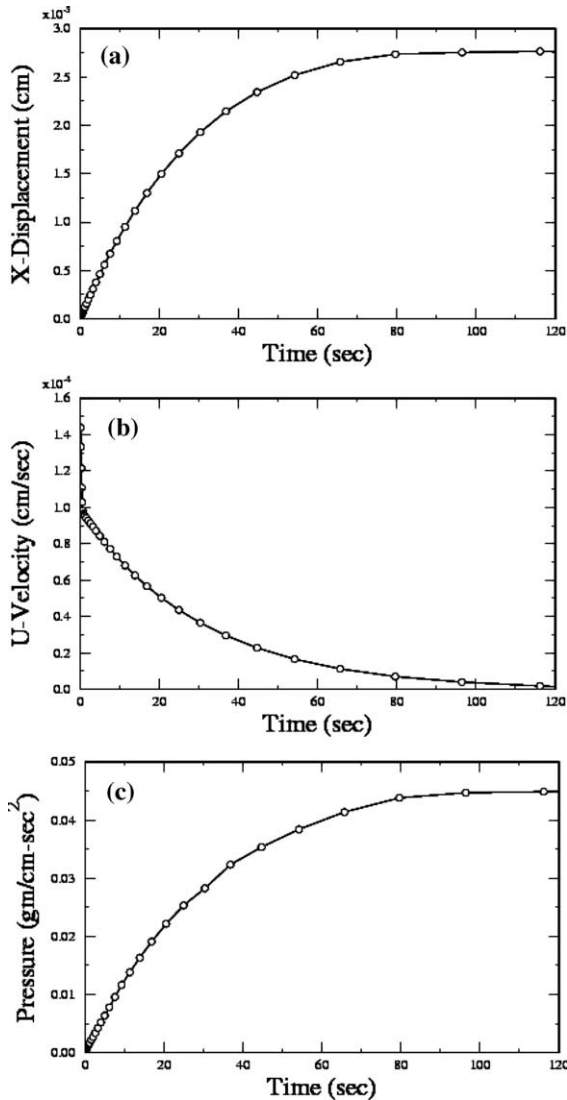 x10⁻³
3.0
(a)
2.5
2.0
1.5
1.0
0.5
0.0
X-Displacement (cm)
0 20 40 60 80 100 120
Time (sec)
x10⁻⁴
1.6
(b)
1.4
1.2
1.0
0.8
0.6
0.4
0.2
0.0
U-Velocity (cm/sec)
0 20 40 60 80 100 120
Time (sec)
0.05
(c)
0.04
0.03
0.02
0.01
0.00
Pressure (gm/cm-sec²)
0 20 40 60 80 100 120
Time (sec)